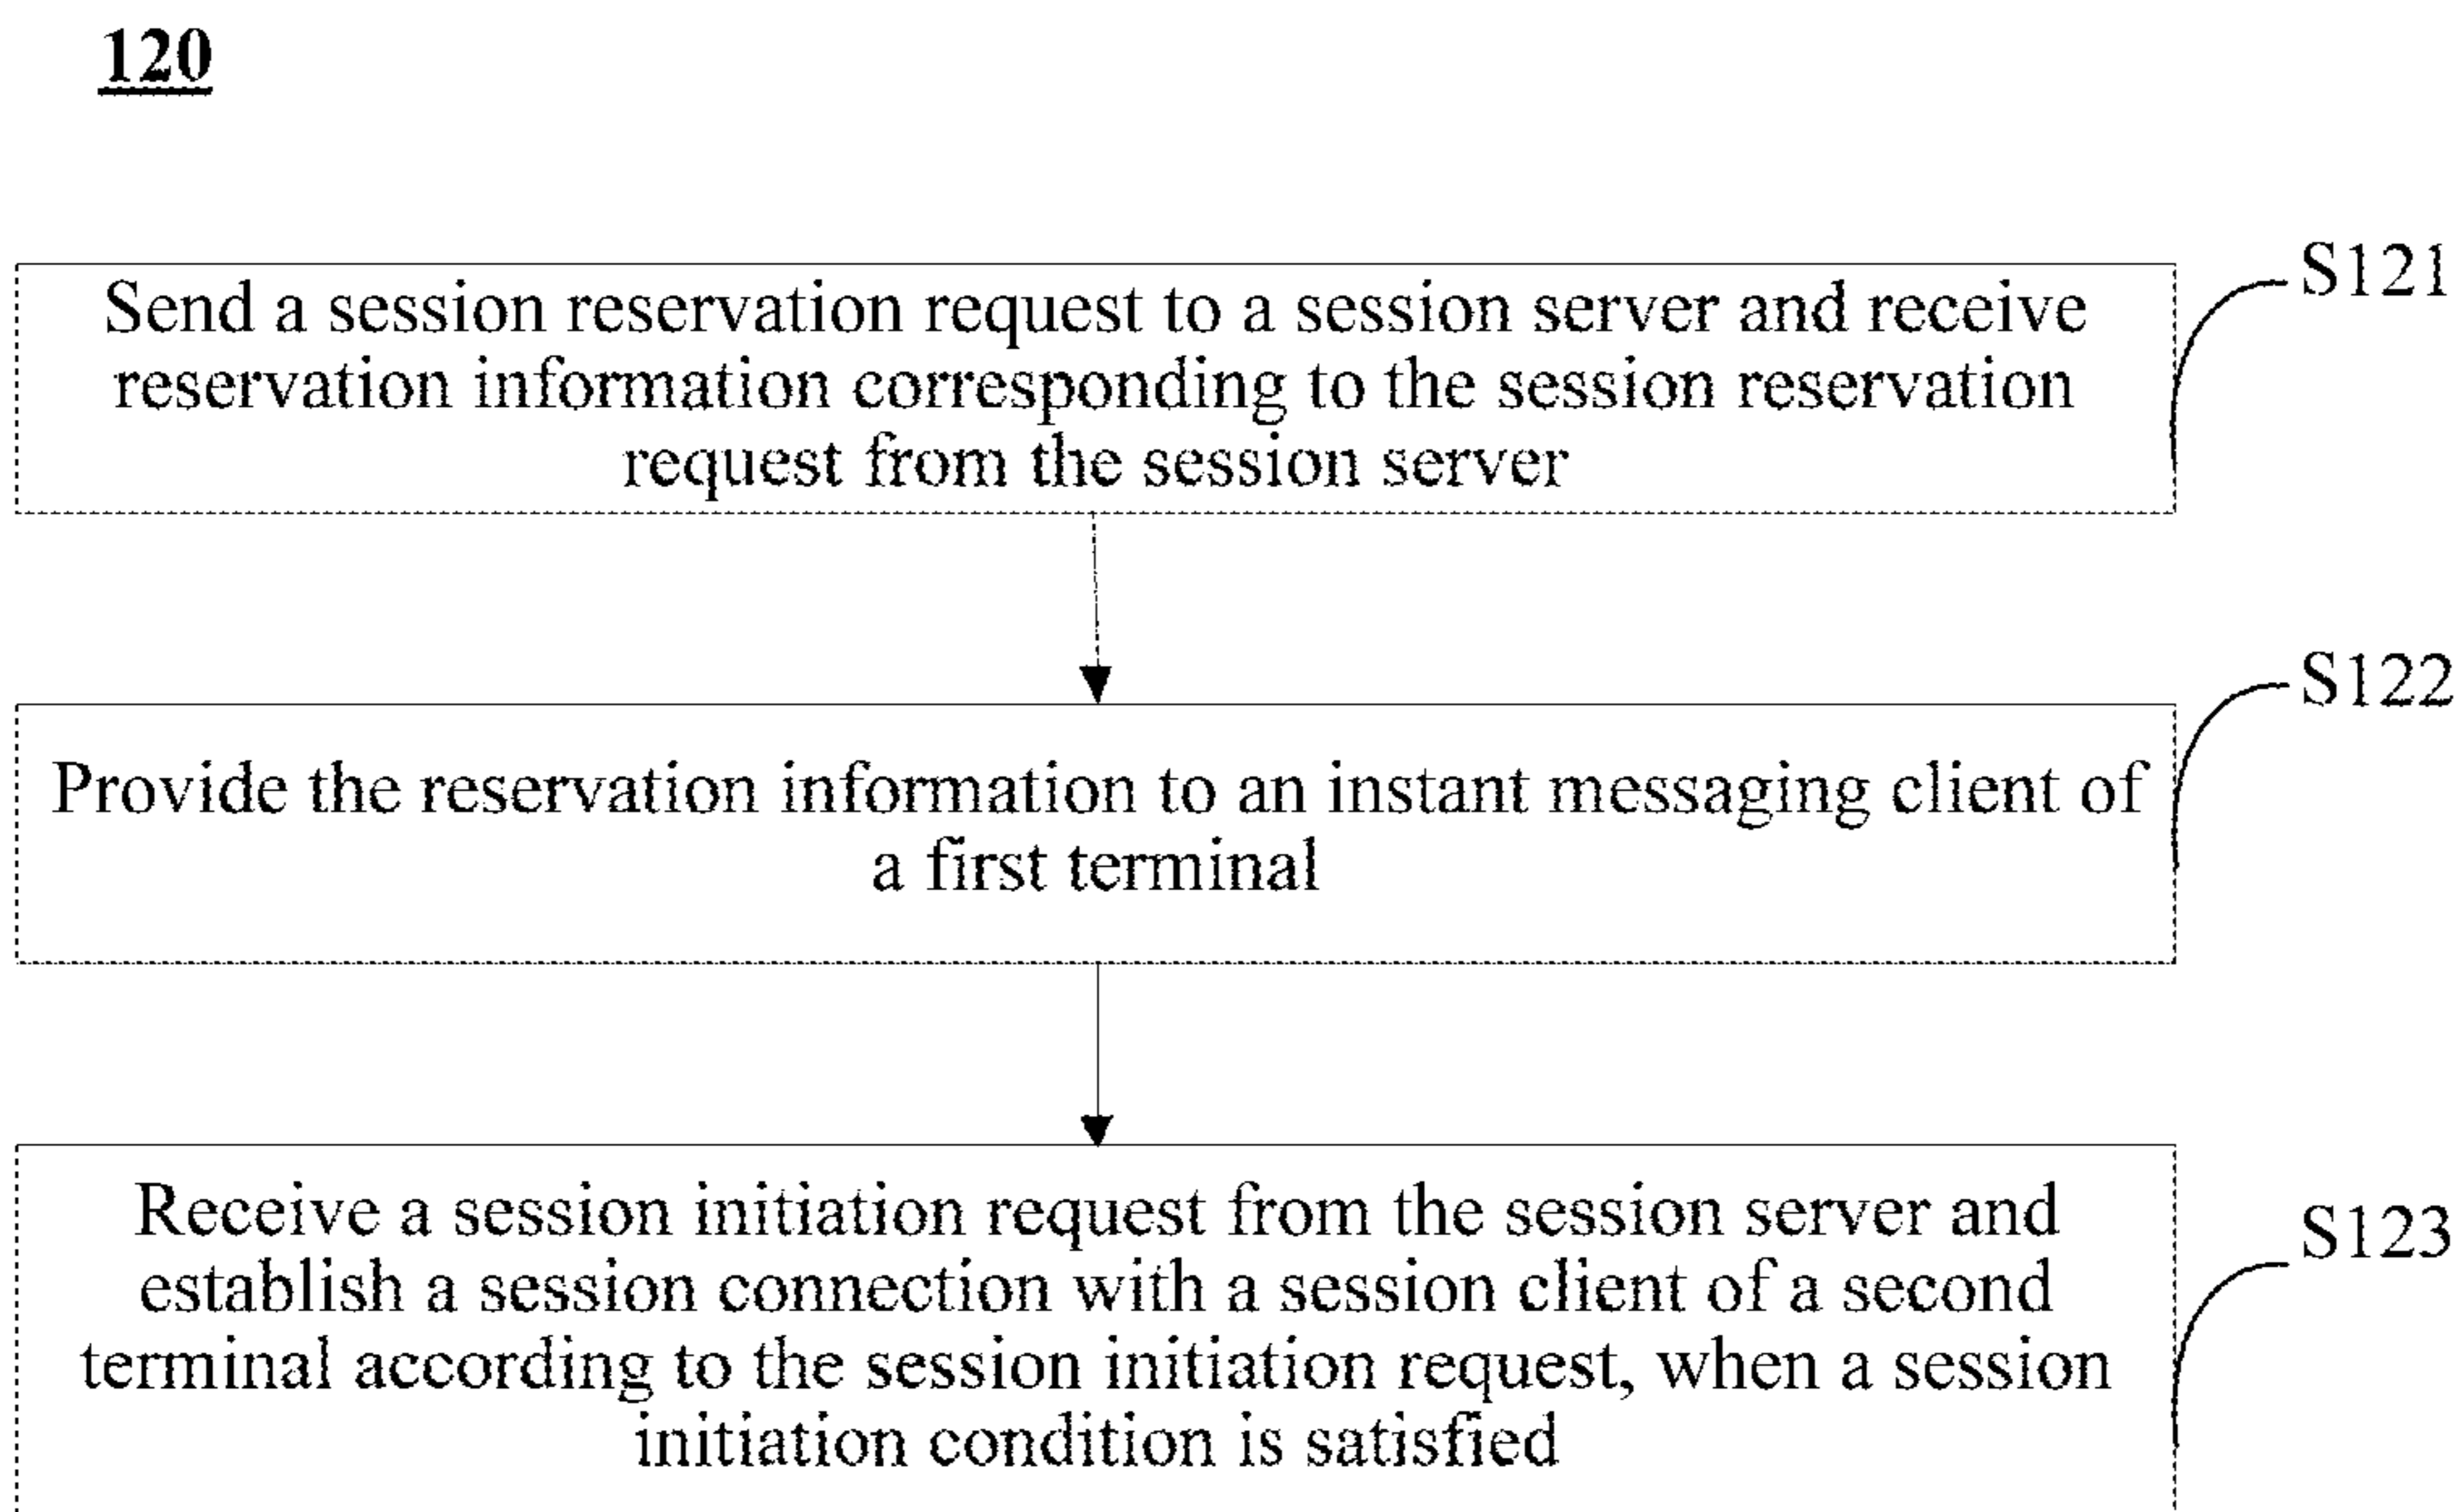 120
S121
Send a session reservation request to a session server and receive
reservation information corresponding to the session reservation
request from the session server
S122
Provide the reservation information to an instant messaging client of
a first terminal
S123
Receive a session initiation request from the session server and
establish a session connection with a session client of a second
terminal according to the session initiation request, when a session
initiation condition is satisfied